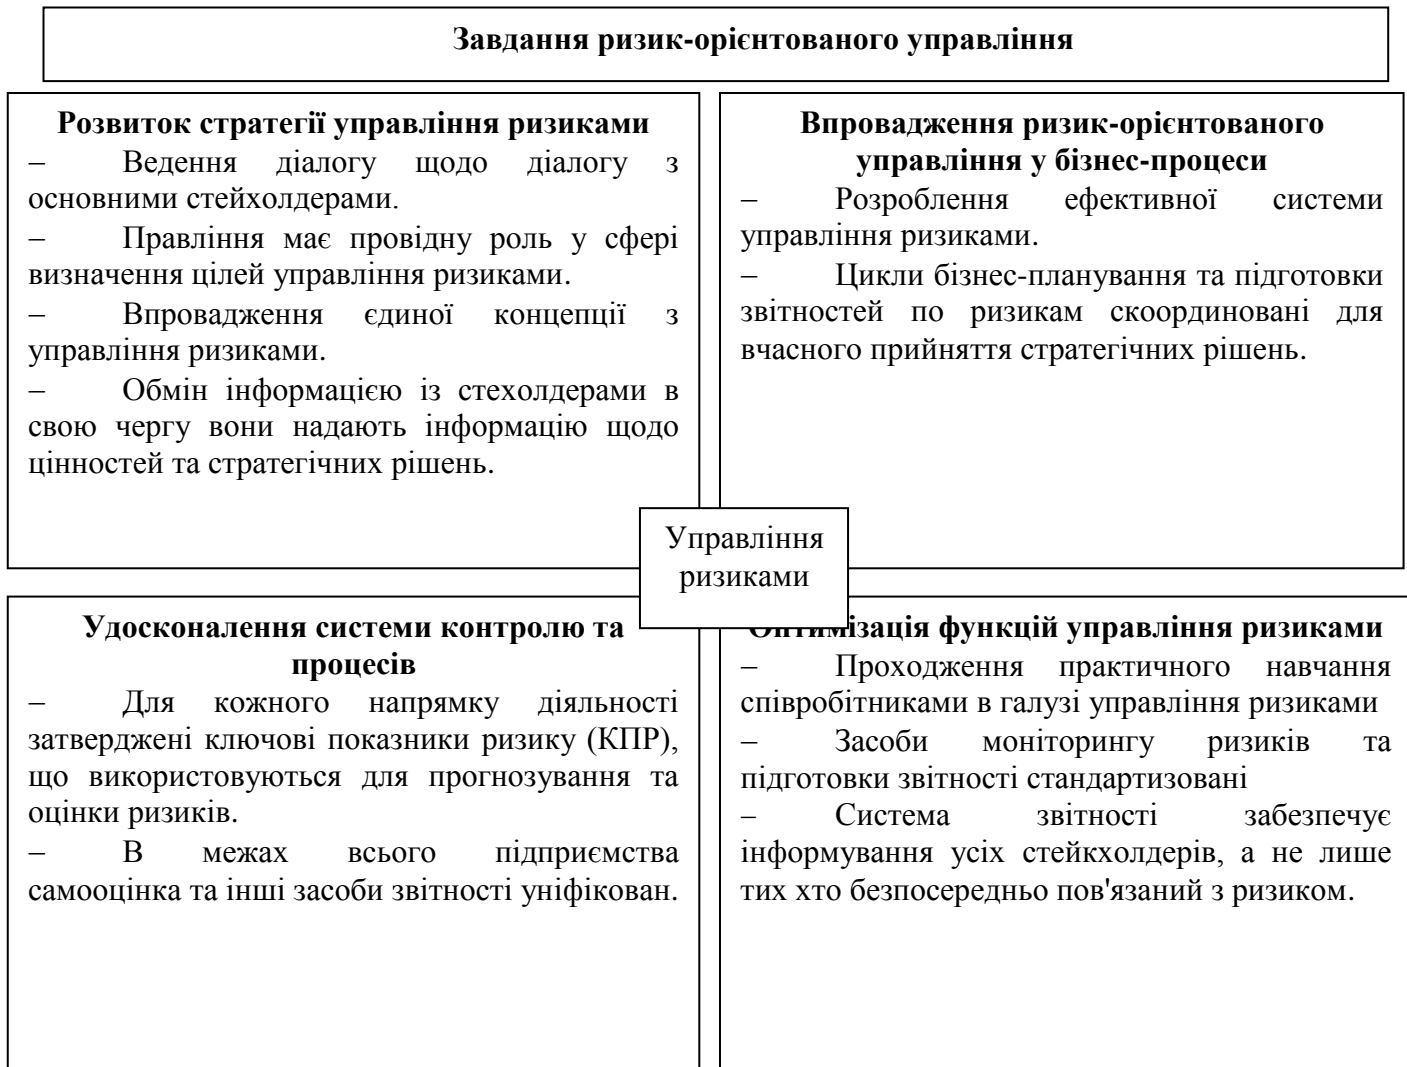 Завдання ризик-орієнтованого управління
Розвиток стратегії управління ризиками
– Ведення діалогу щодо діалогу з
основними стейхолдерами.
– Правління має провідну роль у сфері
визначення цілей управління ризиками.
– Впровадження єдиної концепції з
управління ризиками.
– Обмін інформацією із стехолдерами в
свою чергу вони надають інформацію щодо
цінностей та стратегічних рішень.
Впровадження ризик-орієнтованого
управління у бізнес-процеси
– Розроблення ефективної системи
управління ризиками.
– Цикли бізнес-планування та підготовки
звітностей по ризикам скоординовані для
вчасного прийняття стратегічних рішень.
Управління
ризиками
Удосконалення системи контролю та
процесів
– Для кожного напрямку діяльності
затверджені ключові показники ризику (КПР),
що використовуються для прогнозування та
оцінки ризиків.
– В межах всього підприємства
самооцінка та інші засоби звітності уніфікован.
Оптимізація функцій управління ризиками
– Проходження практичного навчання
співробітниками в галузі управління ризиками
– Засоби моніторингу ризиків та
підготовки звітності стандартизовані
– Система звітності забезпечує
інформування усіх стейкхолдерів, а не лише
тих хто безпосередньо пов'язаний з ризиком.